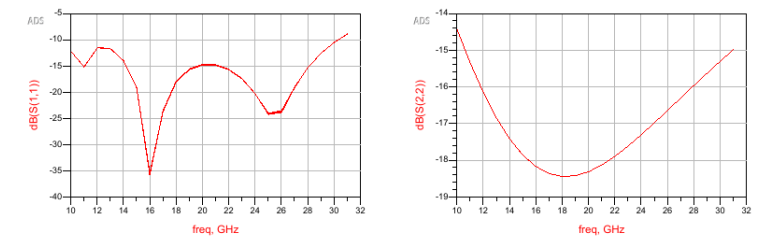 ADS
-5
-10
-15
-20
-25
-30
-35
-40
dB(S(1,1))
10 12 14 16 18 20 22 24 26 28 30 32
freq, GHz
ADS
-14
-15
-16
-17
-18
-19
dB(S(2,2))
10 12 14 16 18 20 22 24 26 28 30 32
freq, GHz